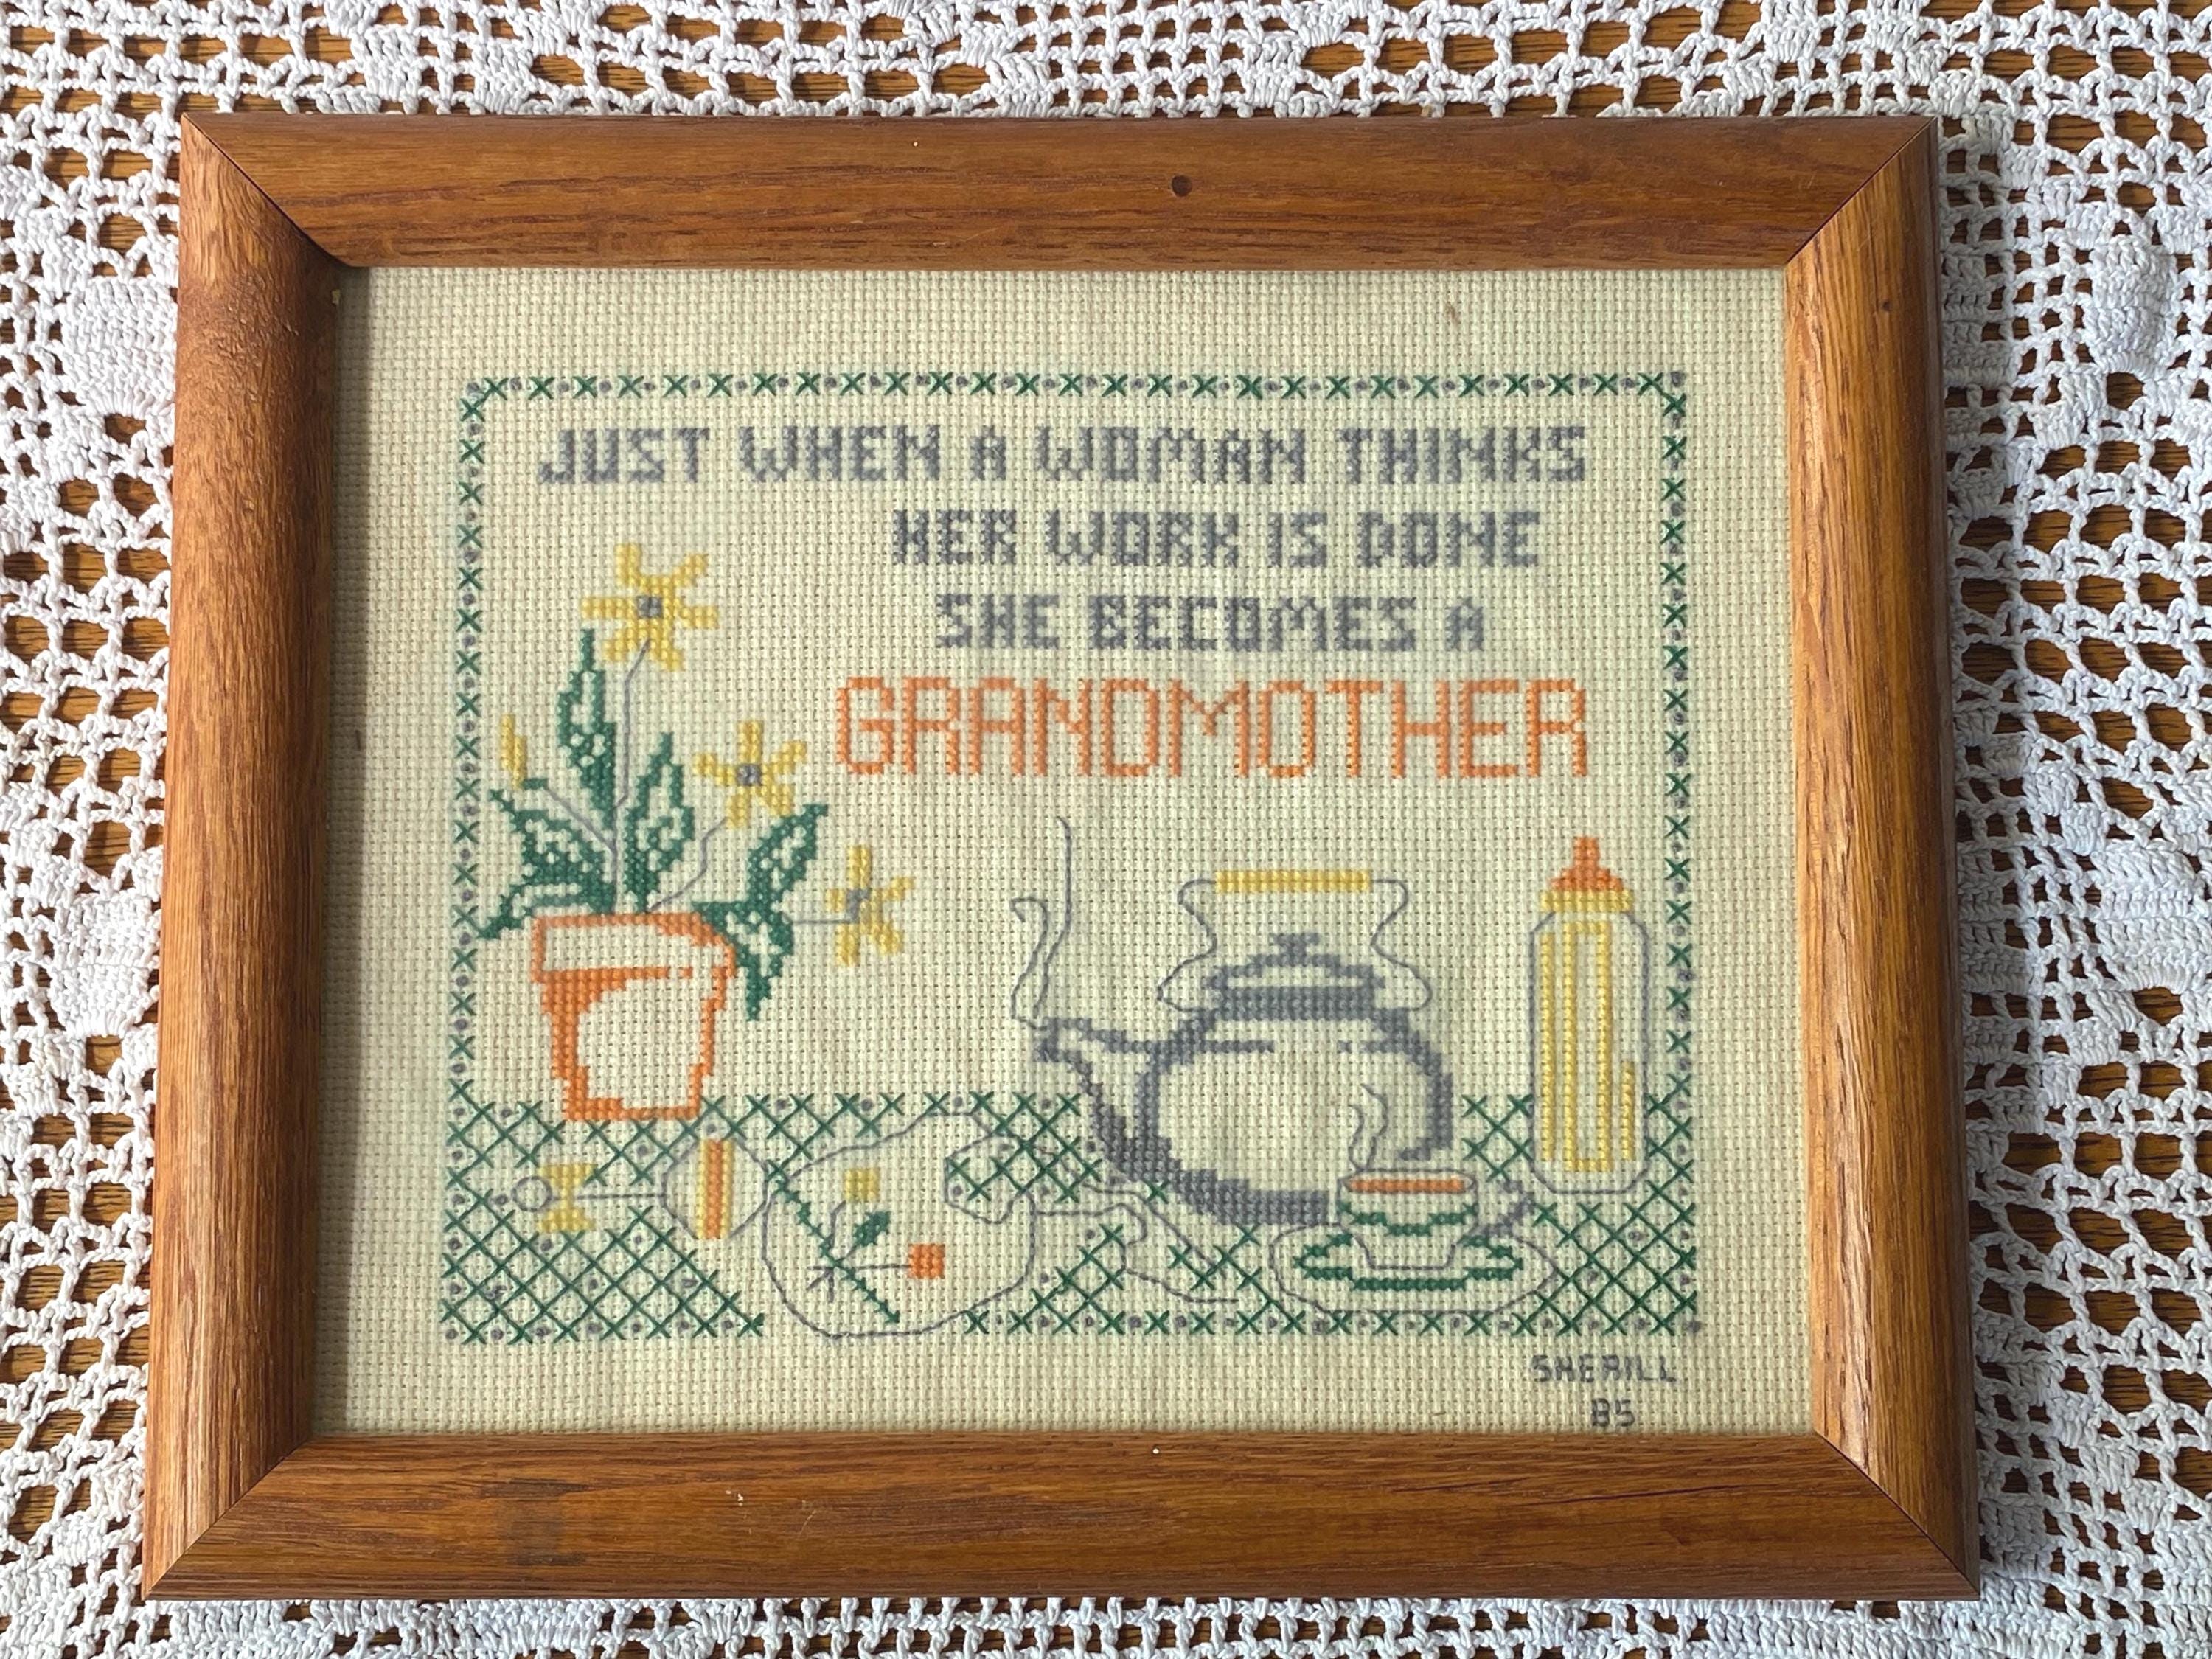 JUST WHEN A WOMAN THINKS
HER WORK IS DONE
SHE BECOMES A
GRANDMOTHER
SHERILL
85